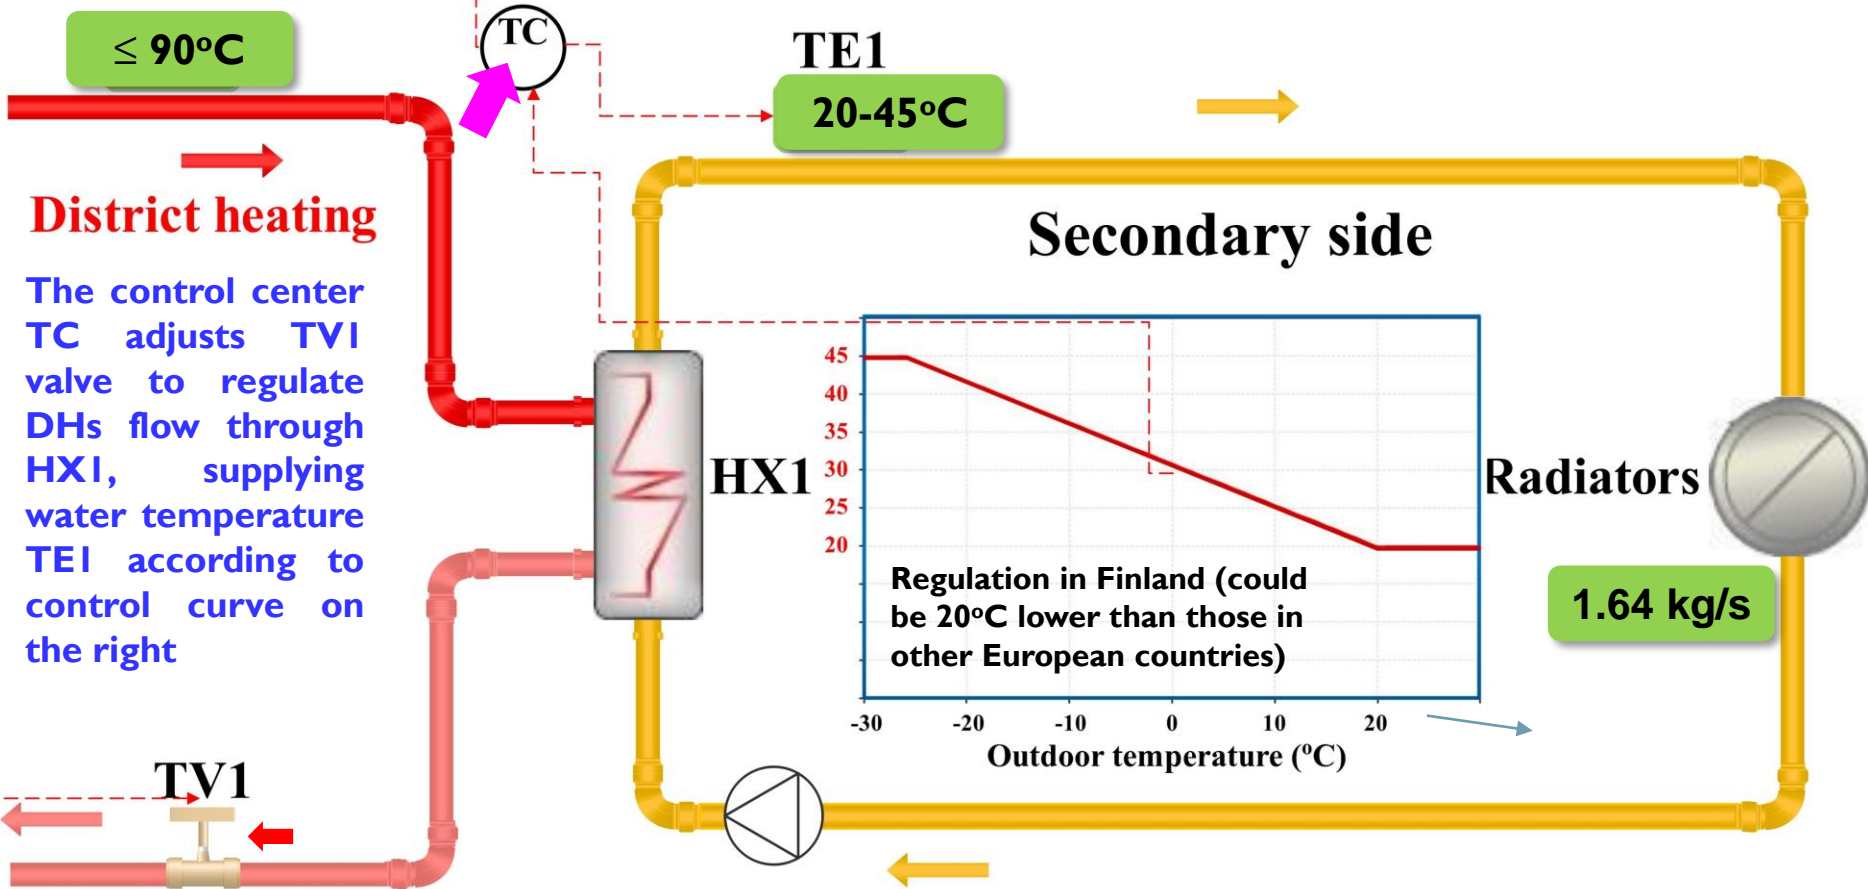 ≤ 90°C
TC
TE1
20-45°C
District heating
Secondary side
The control center
TC adjusts TV1
valve to regulate
DHs flow through
HX1, supplying
water temperature
TE1 according to
control curve on
the right
HX1
Radiators
45
40
35
30
25
20
Regulation in Finland (could
be 20°C lower than those in
other European countries)
1.64 kg/s
-30 -20 -10 0 10 20
Outdoor temperature (°C)
TV1